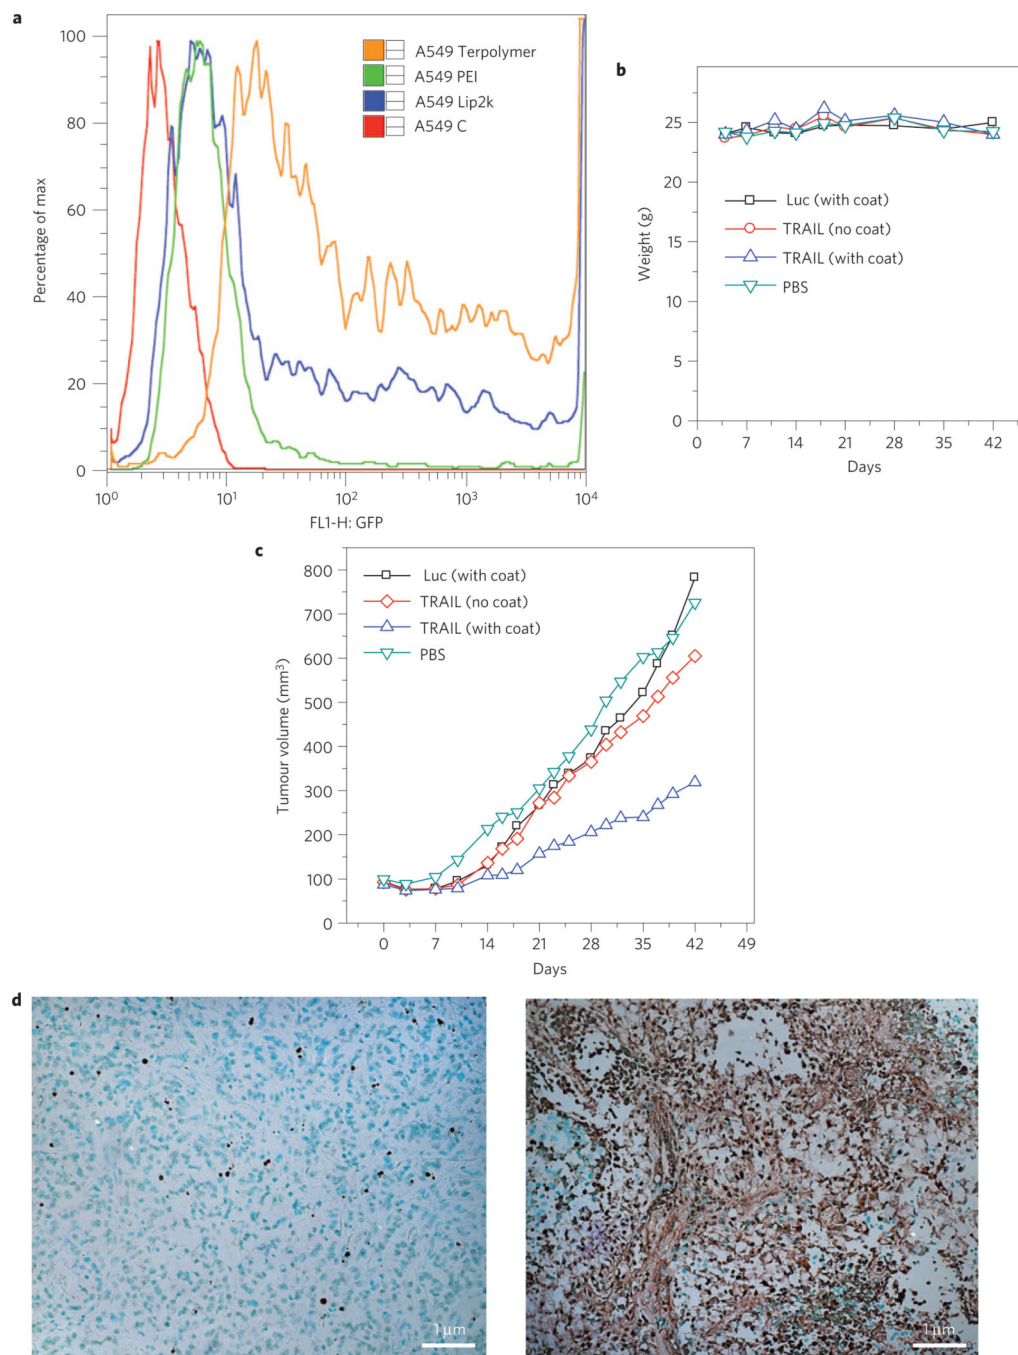 a
100
80
60
40
20
0
Percentage of max
A549 Terpolymer
A549 PEI
A549 Lip2k
A549 C
10⁰
10¹
10²
10³
10⁴
FL1-H: GFP
b
25
20
15
10
5
0
Weight (g)
Luc (with coat)
TRAIL (no coat)
TRAIL (with coat)
PBS
0 7 14 21 28 35 42
Days
c
800
700
600
500
400
300
200
100
0
Tumour volume (mm³)
Luc (with coat)
TRAIL (no coat)
TRAIL (with coat)
PBS
0 7 14 21 28 35 42 49
Days
d
1 µm
1 µm